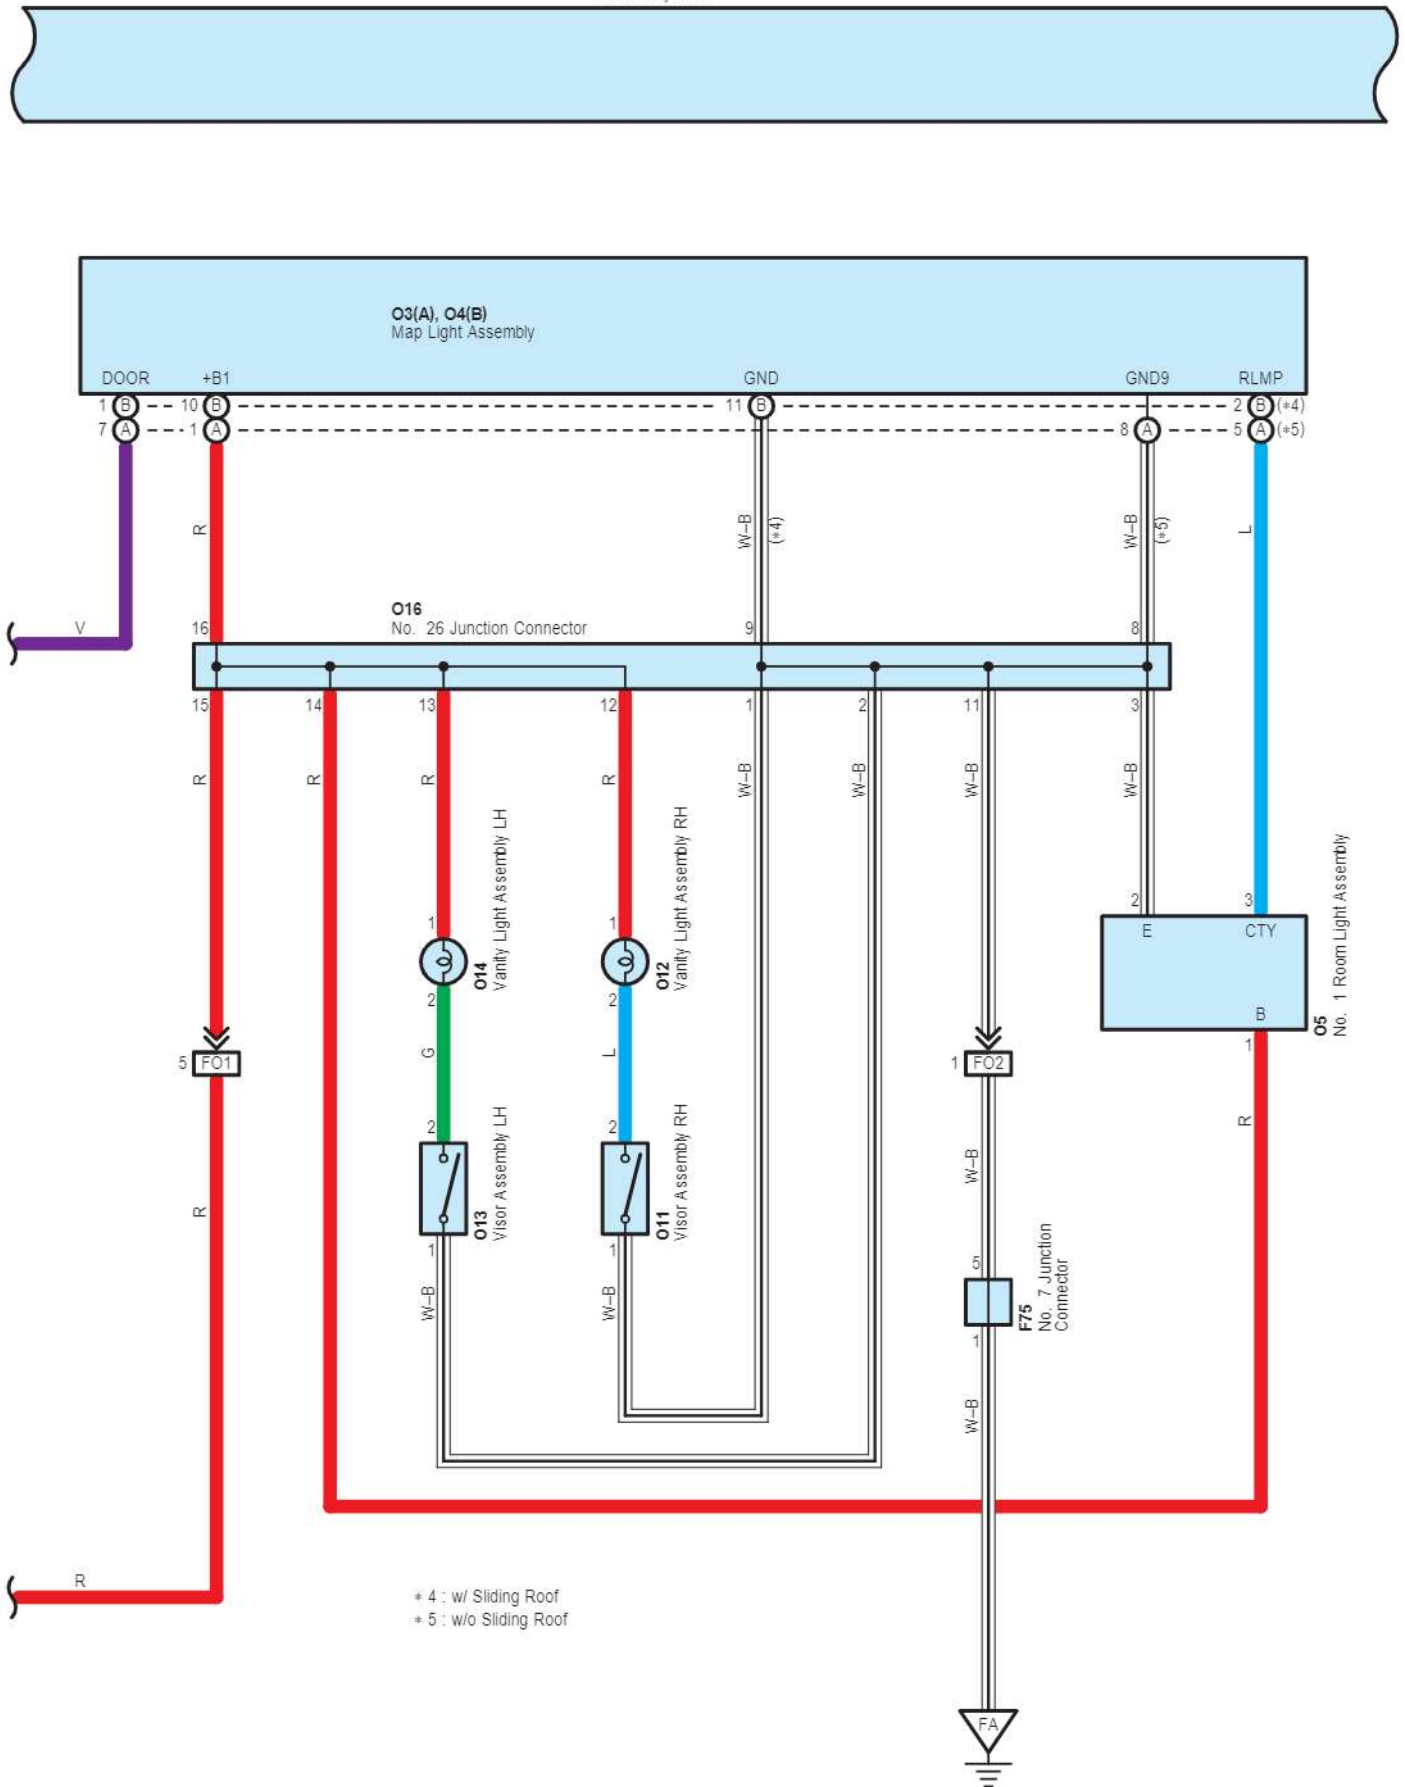 O3(A), O4(B)
Map Light Assembly
DOOR +B1 GND GND9 RLMP
1 B 10 B 11 B 2 B (*4)
7 A 1 A 8 A 5 A (*5)
R W–B (*4) W–B (*5) L
V
O16
No. 26 Junction Connector
16 9 8
15 14 13 12 1 2 11 3
R R R R W–B W–B W–B W–B
1 1 2 3
E CTY
O14
Vanity Light Assembly LH
O12
Vanity Light Assembly RH
2 2
B
O5
No. 1 Room Light Assembly
1
G L
5 FO1
1 FO2
R
2 2
O13
Visor Assembly LH
O11
Visor Assembly RH
W–B
R
1 1
W–B W–B
5
F75
No. 7 Junction
Connector
1
W–B
R
* 4 : w/ Sliding Roof
* 5 : w/o Sliding Roof
FA